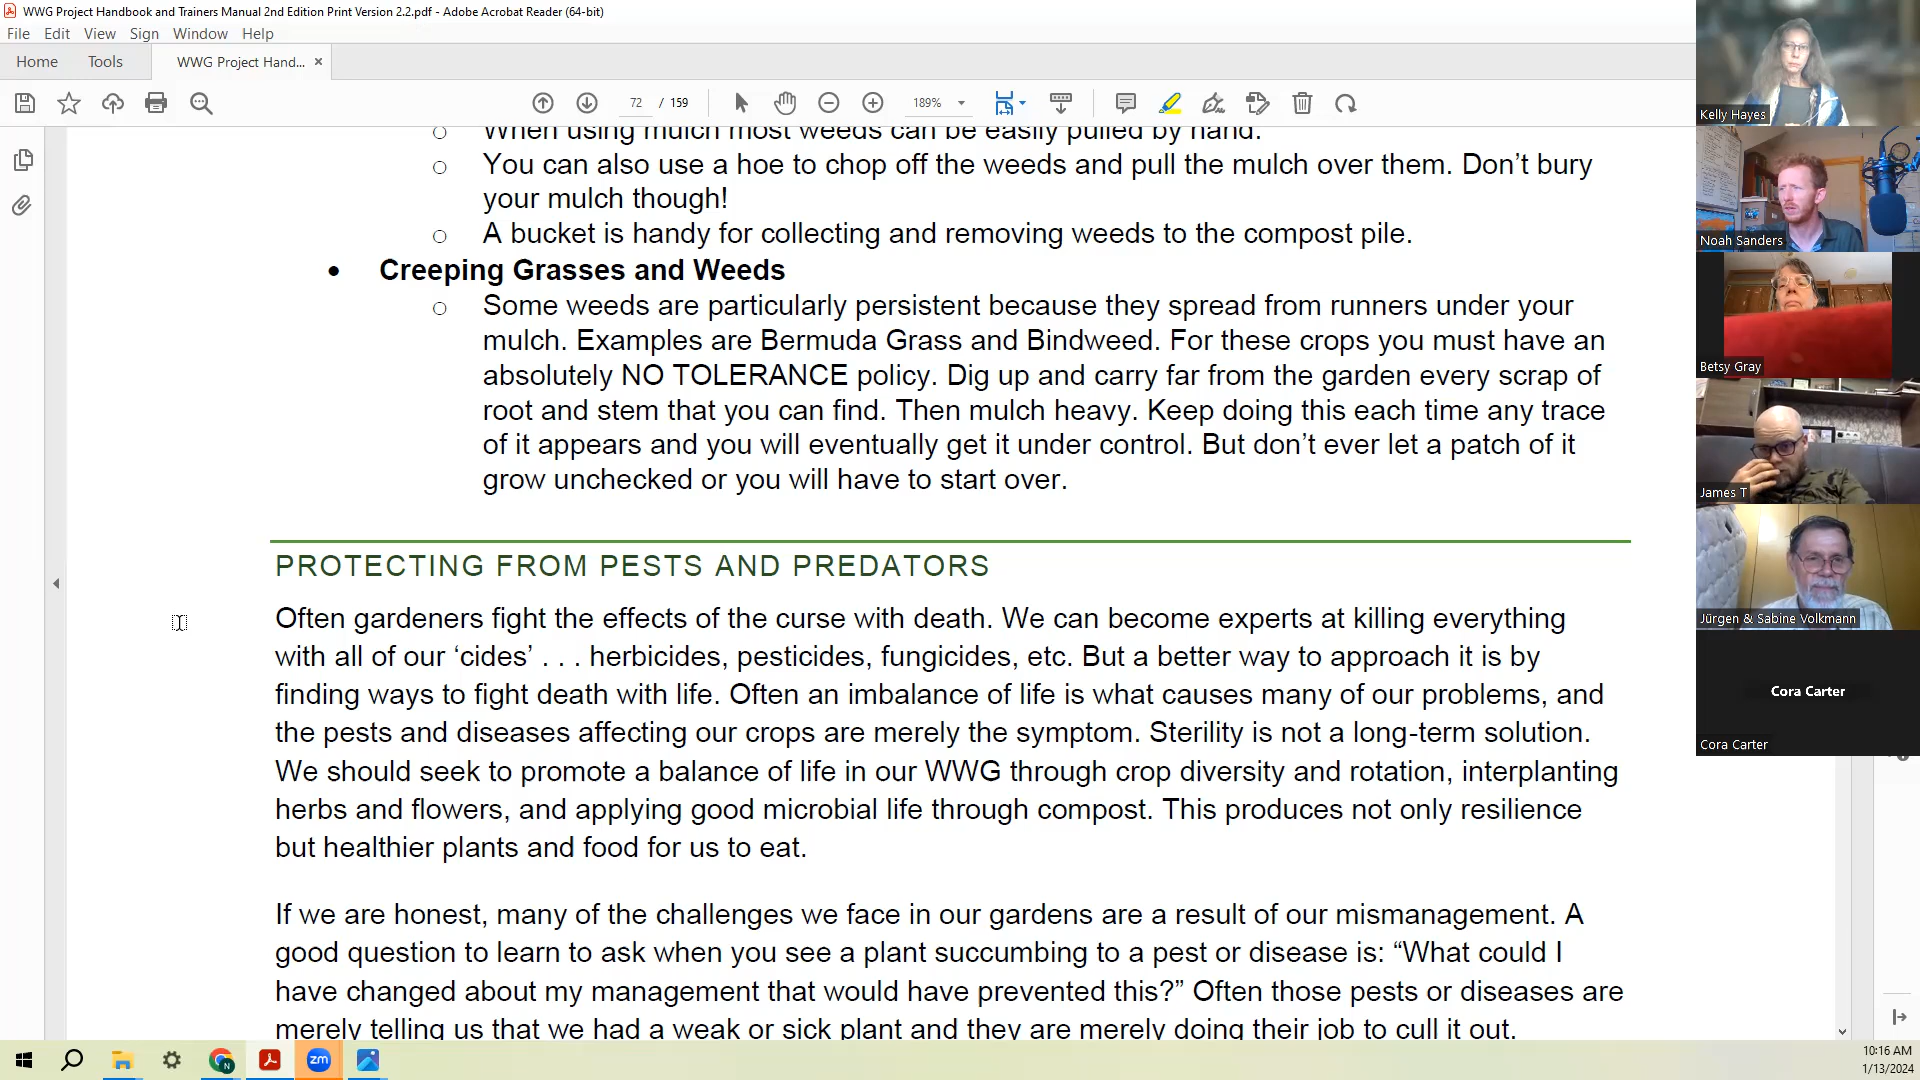 WWG Project Handbook and Trainers Manual 2nd Edition Print Version 2.2.pdf - Adobe Acrobat Reader (64-bit)
File Edit View Sign Window Help
Home Tools WWG Project Hand... ×
72 / 159 189%
When using mulch most weeds can be easily pulled by hand.
You can also use a hoe to chop off the weeds and pull the mulch over them. Don’t bury
your mulch though!
A bucket is handy for collecting and removing weeds to the compost pile.
Creeping Grasses and Weeds
Some weeds are particularly persistent because they spread from runners under your
mulch. Examples are Bermuda Grass and Bindweed. For these crops you must have an
absolutely NO TOLERANCE policy. Dig up and carry far from the garden every scrap of
root and stem that you can find. Then mulch heavy. Keep doing this each time any trace
of it appears and you will eventually get it under control. But don’t ever let a patch of it
grow unchecked or you will have to start over.
PROTECTING FROM PESTS AND PREDATORS
Often gardeners fight the effects of the curse with death. We can become experts at killing everything
with all of our ‘cides’ . . . herbicides, pesticides, fungicides, etc. But a better way to approach it is by
finding ways to fight death with life. Often an imbalance of life is what causes many of our problems, and
the pests and diseases affecting our crops are merely the symptom. Sterility is not a long-term solution.
We should seek to promote a balance of life in our WWG through crop diversity and rotation, interplanting
herbs and flowers, and applying good microbial life through compost. This produces not only resilience
but healthier plants and food for us to eat.
If we are honest, many of the challenges we face in our gardens are a result of our mismanagement. A
good question to learn to ask when you see a plant succumbing to a pest or disease is: “What could I
have changed about my management that would have prevented this?” Often those pests or diseases are
merely telling us that we had a weak or sick plant and they are merely doing their job to cull it out.
Kelly Hayes
Noah Sanders
Betsy Gray
James T
Jürgen & Sabine Volkmann
Cora Carter
Cora Carter
N
zm
10:16 AM
1/13/2024